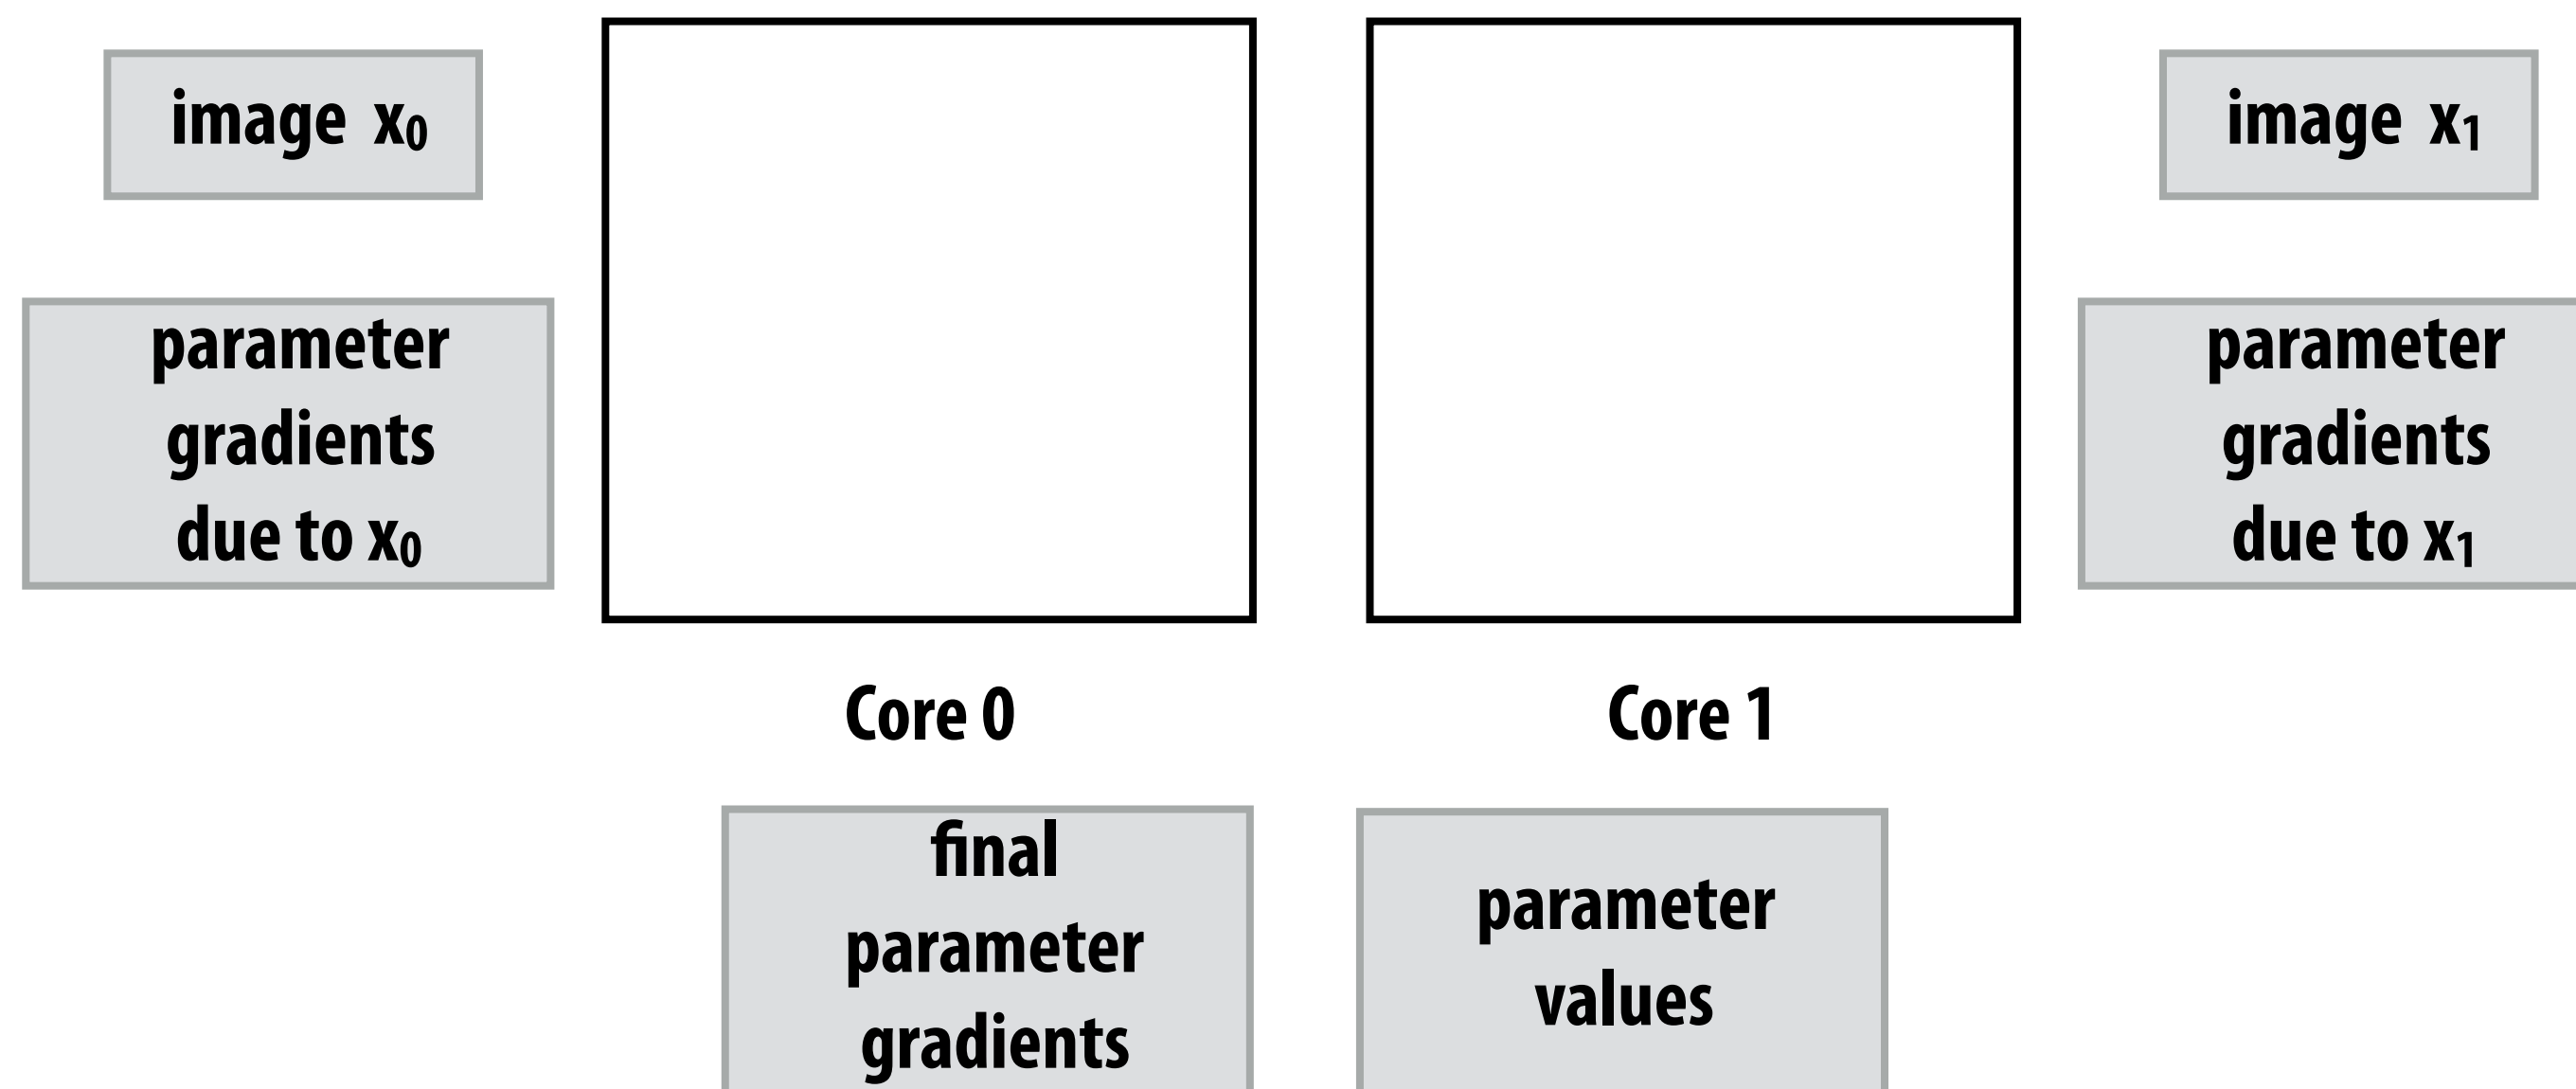 image x₀
parameter
gradients
due to x₀
image x₁
parameter
gradients
due to x₁
Core 0
Core 1
final
parameter
gradients
parameter
values